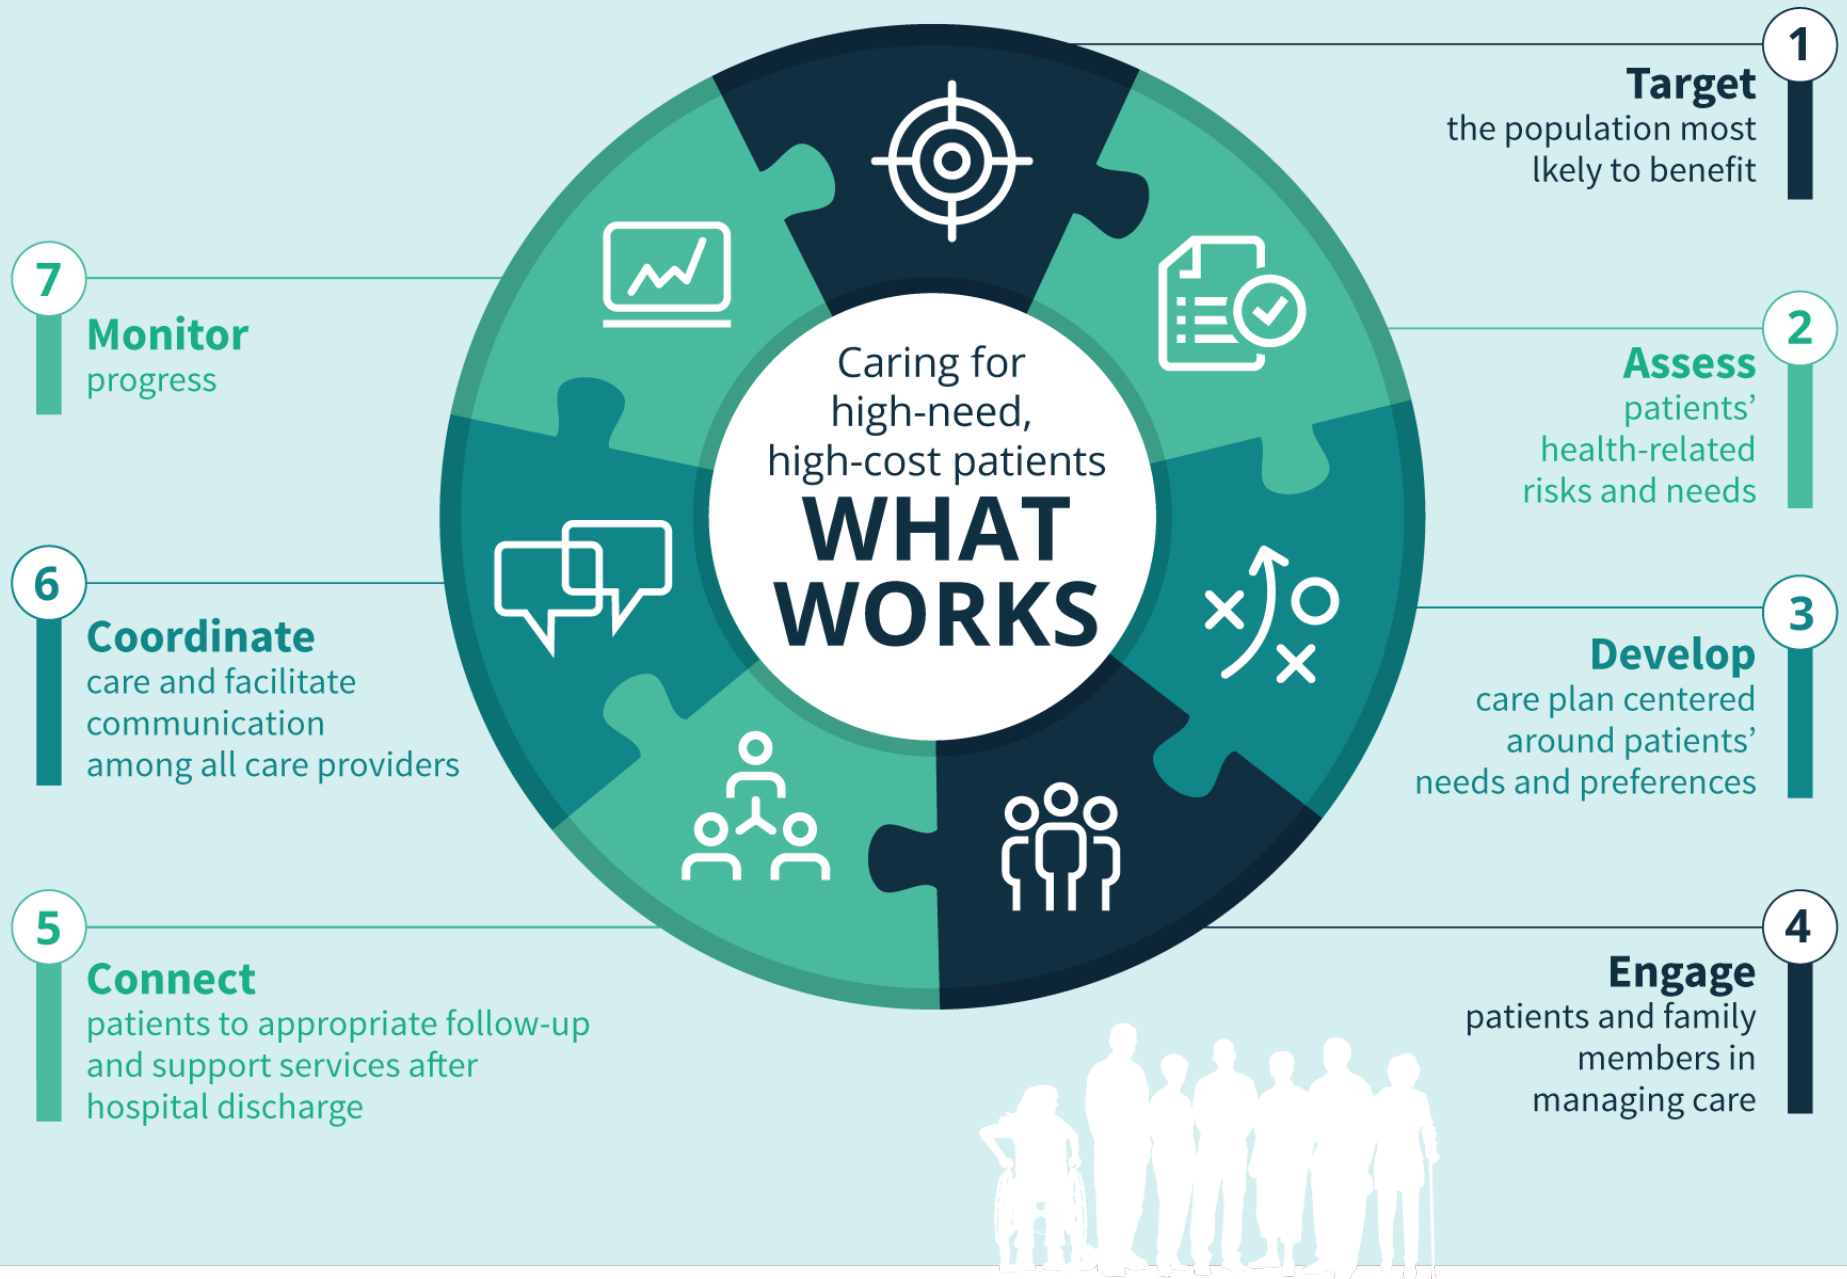 Caring for
high-need,
high-cost patients
WHAT
WORKS
1
Target
the population most
lkely to benefit
2
Assess
patients’
health-related
risks and needs
3
Develop
care plan centered
around patients’
needs and preferences
4
Engage
patients and family
members in
managing care
5
Connect
patients to appropriate follow-up
and support services after
hospital discharge
6
Coordinate
care and facilitate
communication
among all care providers
7
Monitor
progress